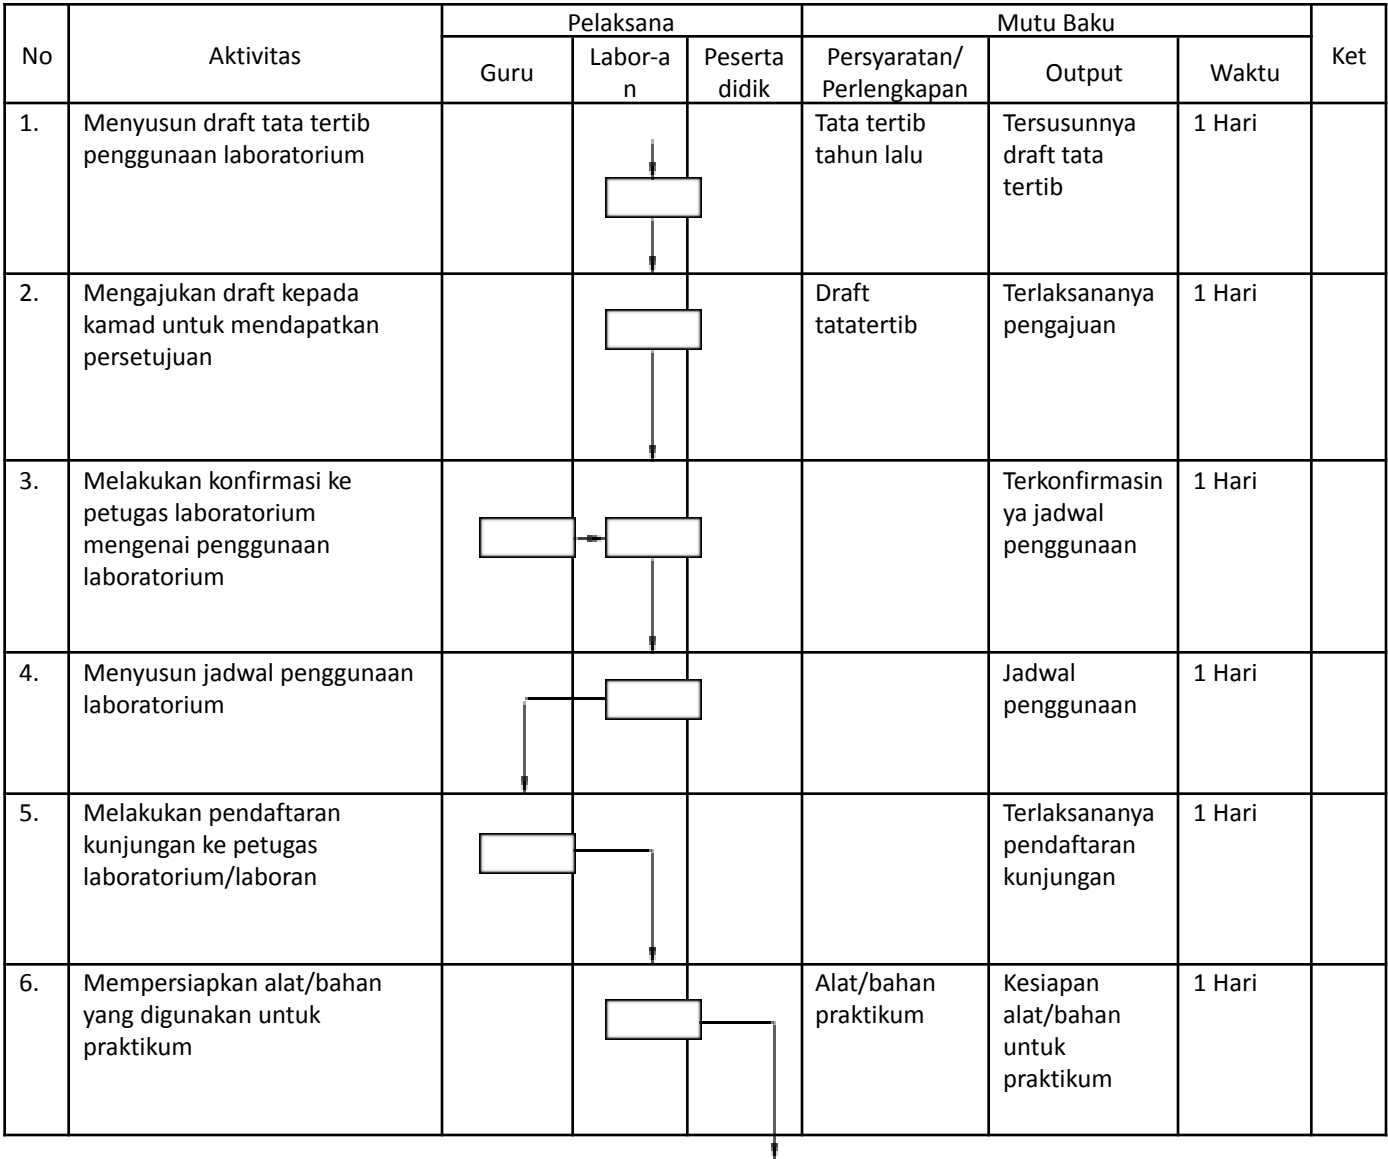 No
Aktivitas
Pelaksana
Mutu Baku
Ket
Guru
Labor-a
n
Peserta
didik
Persyaratan/
Perlengkapan
Output
Waktu
1.
Menyusun draft tata tertib
penggunaan laboratorium
Tata tertib
tahun lalu
Tersusunnya
draft tata
tertib
1 Hari
2.
Mengajukan draft kepada
kamad untuk mendapatkan
persetujuan
Draft
tatatertib
Terlaksananya
pengajuan
1 Hari
3.
Melakukan konfirmasi ke
petugas laboratorium
mengenai penggunaan
laboratorium
Terkonfirmasin
ya jadwal
penggunaan
1 Hari
4.
Menyusun jadwal penggunaan
laboratorium
Jadwal
penggunaan
1 Hari
5.
Melakukan pendaftaran
kunjungan ke petugas
laboratorium/laboran
Terlaksananya
pendaftaran
kunjungan
1 Hari
6.
Mempersiapkan alat/bahan
yang digunakan untuk
praktikum
Alat/bahan
praktikum
Kesiapan
alat/bahan
untuk
praktikum
1 Hari